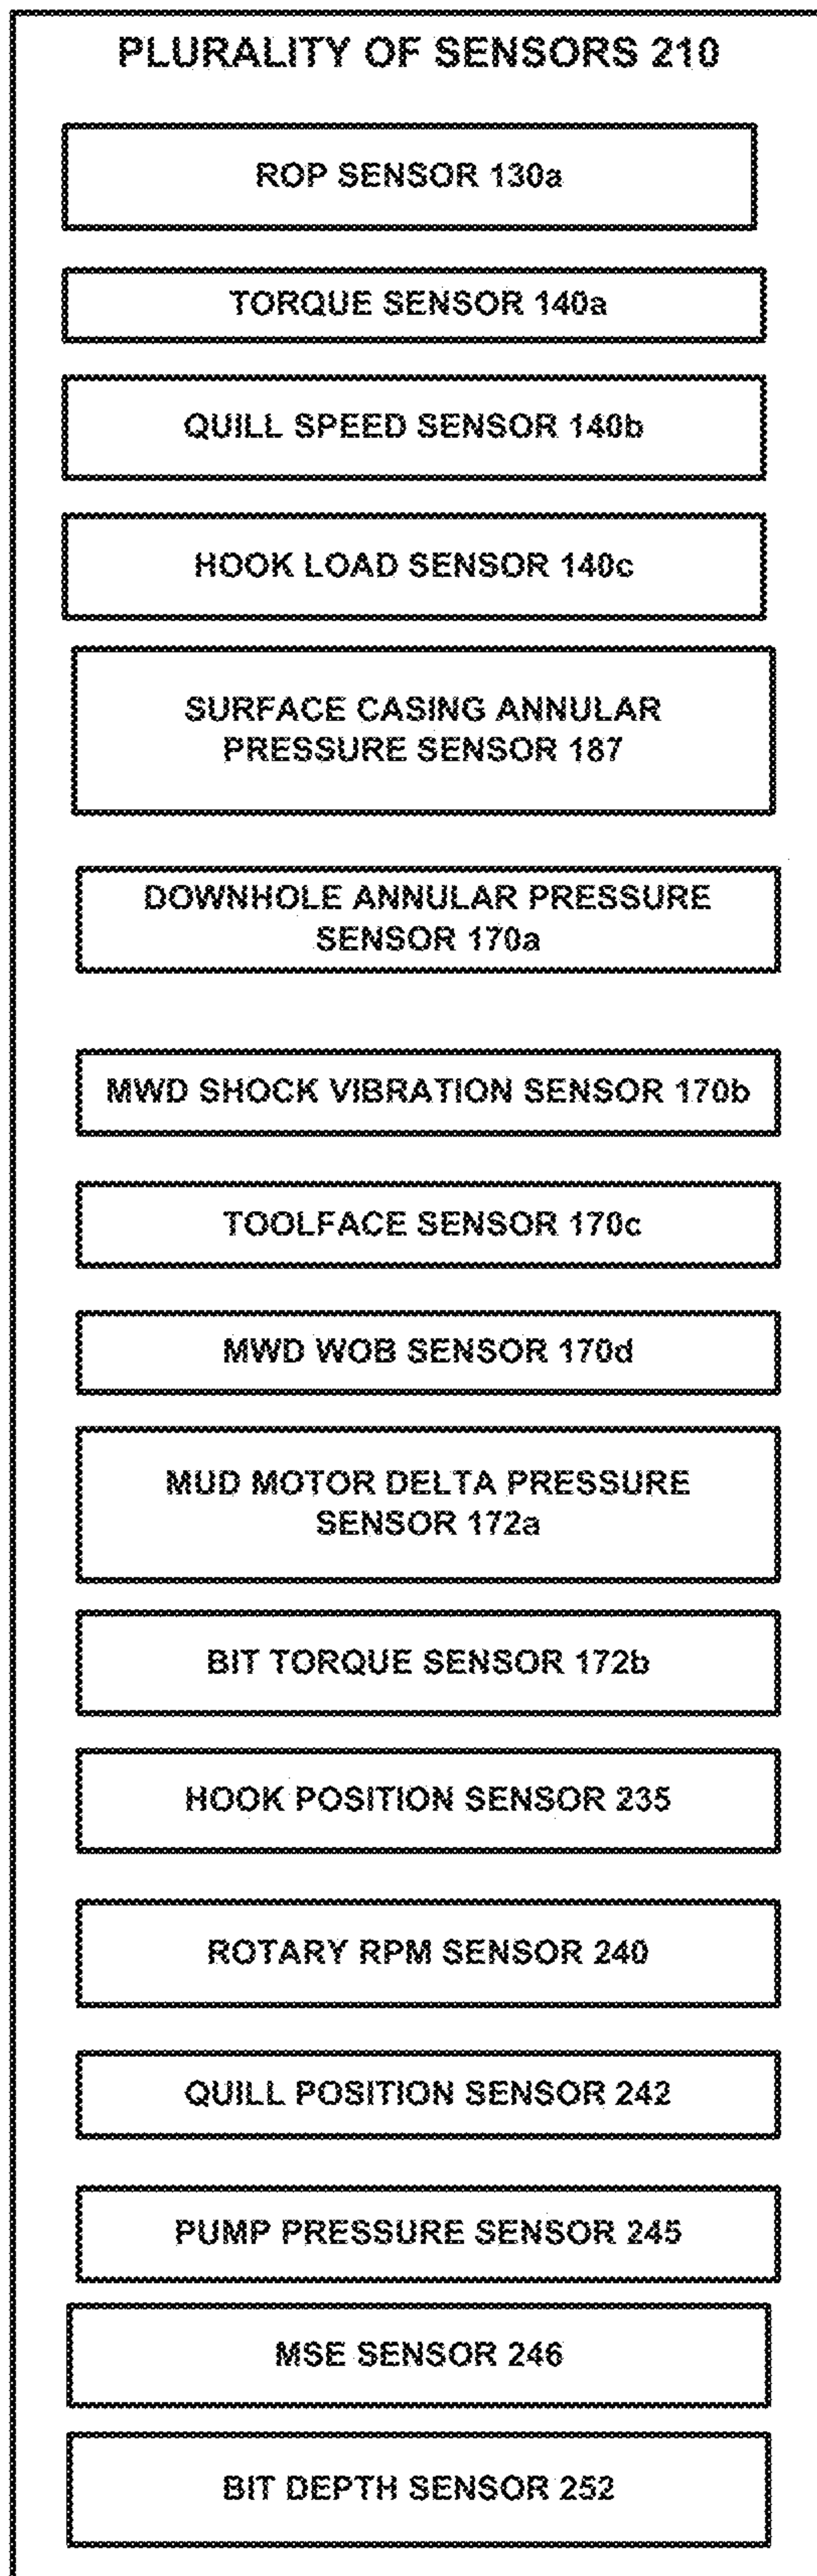 PLURALITY OF SENSORS 210
ROP SENSOR 130a
TORQUE SENSOR 140a
QUILL SPEED SENSOR 140b
HOOK LOAD SENSOR 140c
SURFACE CASING ANNULAR
PRESSURE SENSOR 187
DOWNHOLE ANNULAR PRESSURE
SENSOR 170a
MWD SHOCK VIBRATION SENSOR 170b
TOOLFACE SENSOR 170c
MWD WOB SENSOR 170d
MUD MOTOR DELTA PRESSURE
SENSOR 172a
BIT TORQUE SENSOR 172b
HOOK POSITION SENSOR 235
ROTARY RPM SENSOR 240
QUILL POSITION SENSOR 242
PUMP PRESSURE SENSOR 245
MSE SENSOR 246
BIT DEPTH SENSOR 252